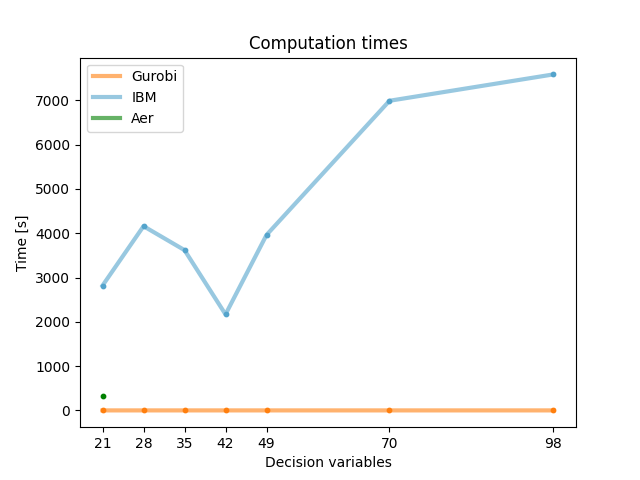 Computation times
Gurobi
IBM
Aer
Time [s]
7000
6000
5000
4000
3000
2000
1000
0
21 28 35 42 49 70 98
Decision variables